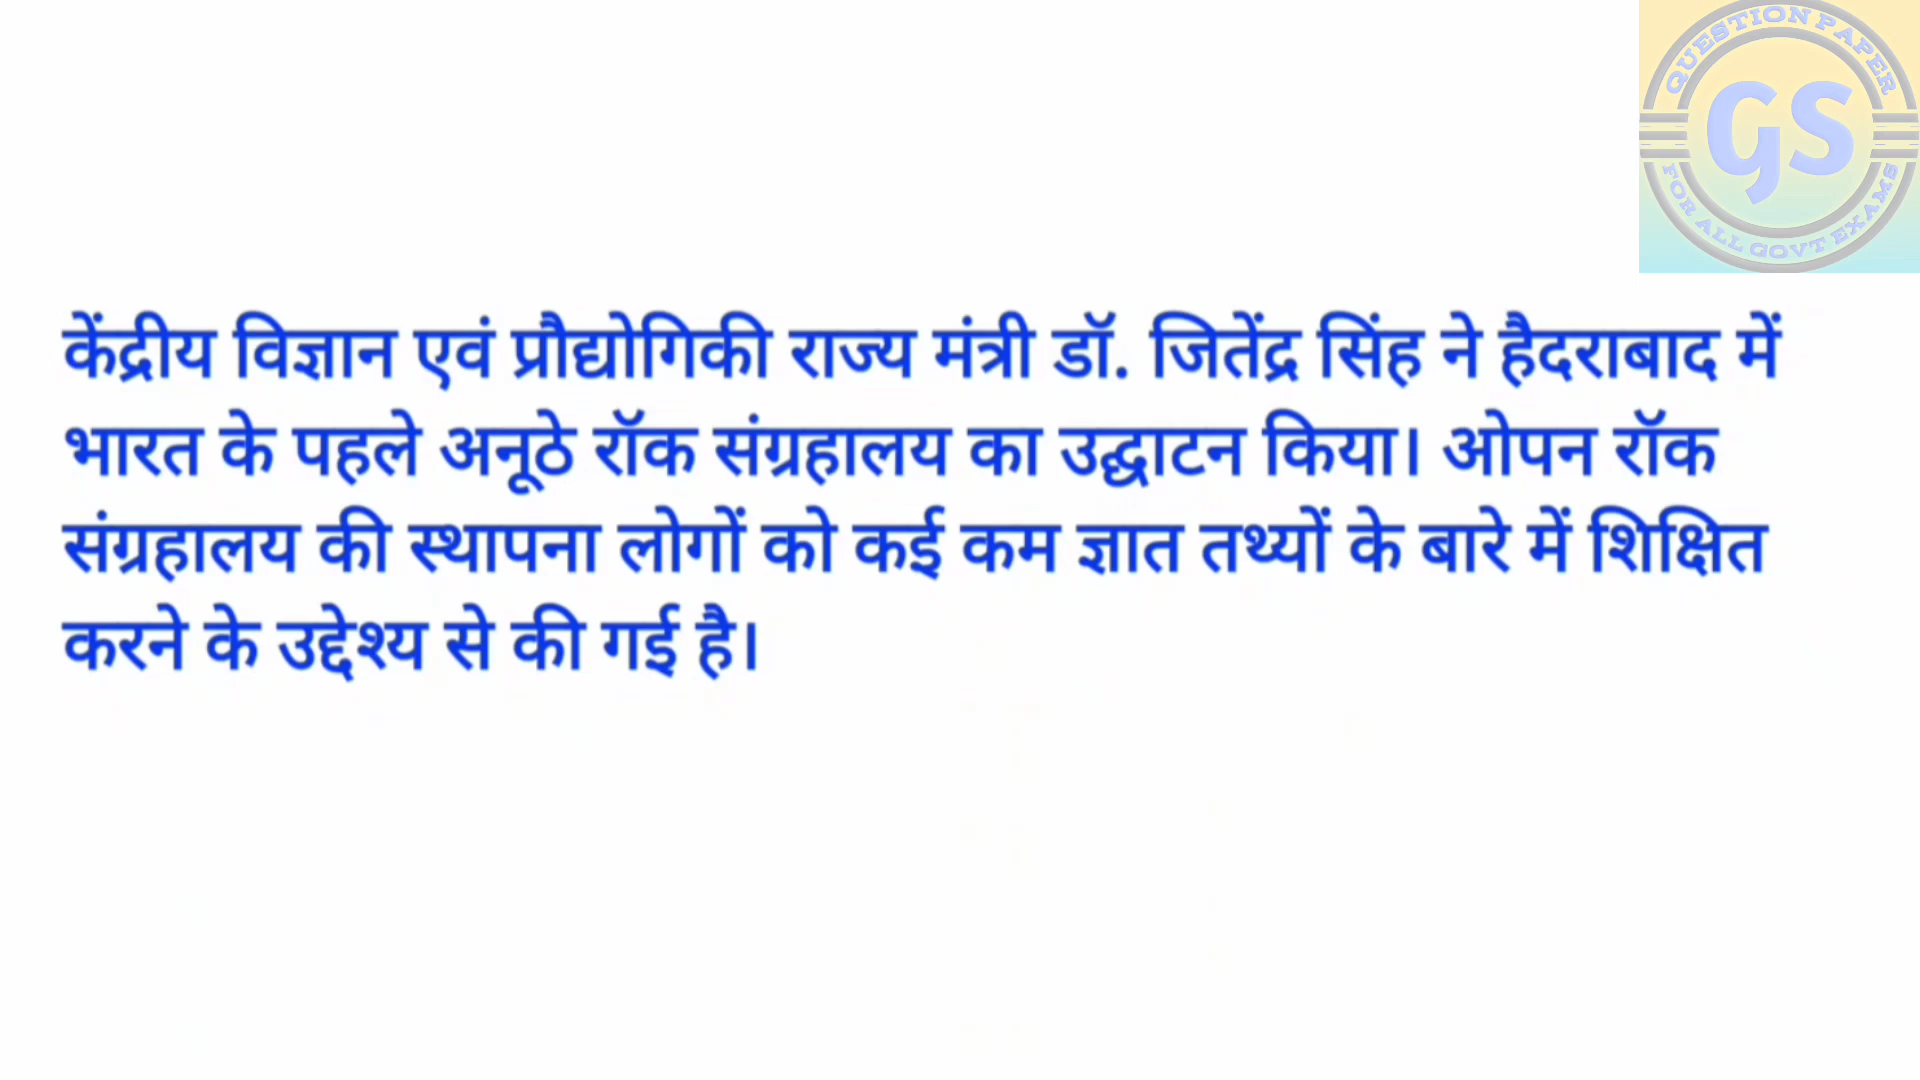 QUESTION PAPER
GS
FOR ALL GOVT EXAMS
केंद्रीय विज्ञान एवं प्रौद्योगिकी राज्य मंत्री डॉ. जितेंद्र सिंह ने हैदराबाद में
भारत के पहले अनूठे रॉक संग्रहालय का उद्घाटन किया। ओपन रॉक
संग्रहालय की स्थापना लोगों को कई कम ज्ञात तथ्यों के बारे में शिक्षित
करने के उद्देश्य से की गई है।